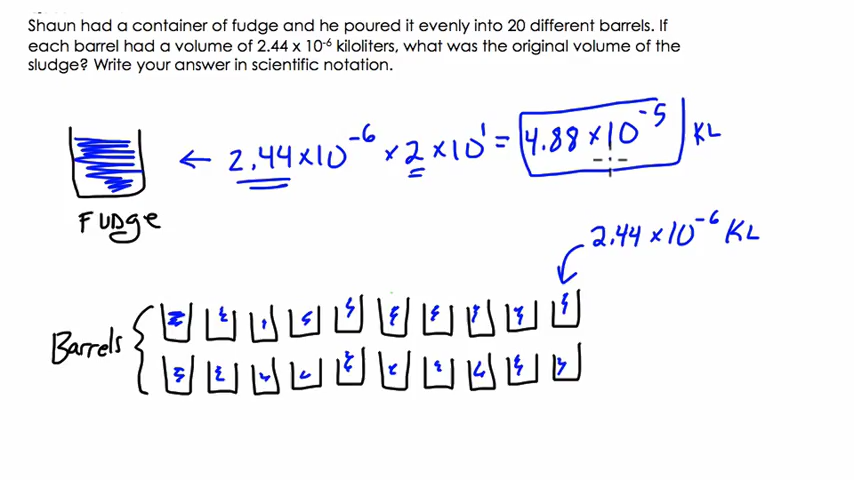 Shaun had a container of fudge and he poured it evenly into 20 different barrels. If
each barrel had a volume of 2.44 x 10⁻⁶ kiloliters, what was the original volume of the
sludge? Write your answer in scientific notation.
← 2.44 × 10⁻⁶ × 2 × 10¹ = 4.88 × 10⁻⁵ KL
FUDge
2.44 × 10⁻⁶ KL
Barrels